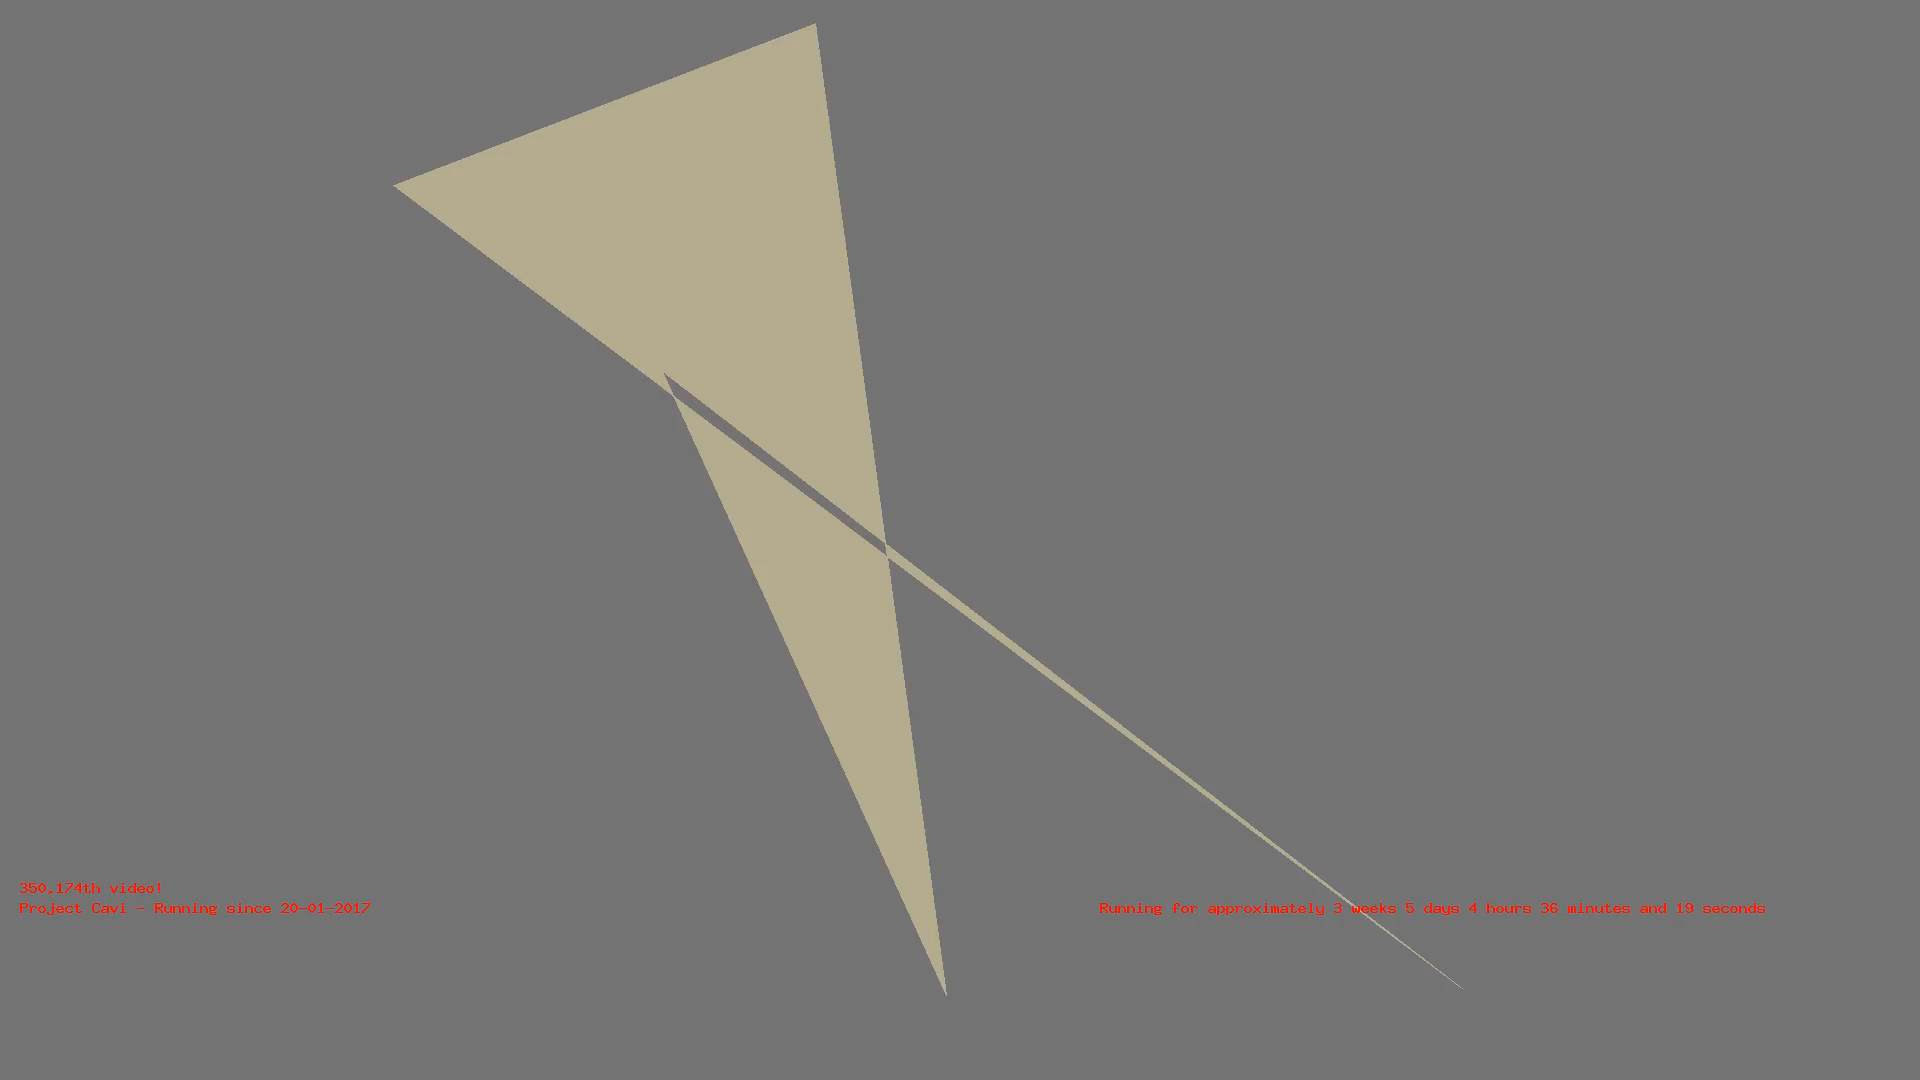 350,174th video!
Project Cavi - Running since 20-01-2017
Running for approximately 3 weeks 5 days 4 hours 36 minutes and 19 seconds